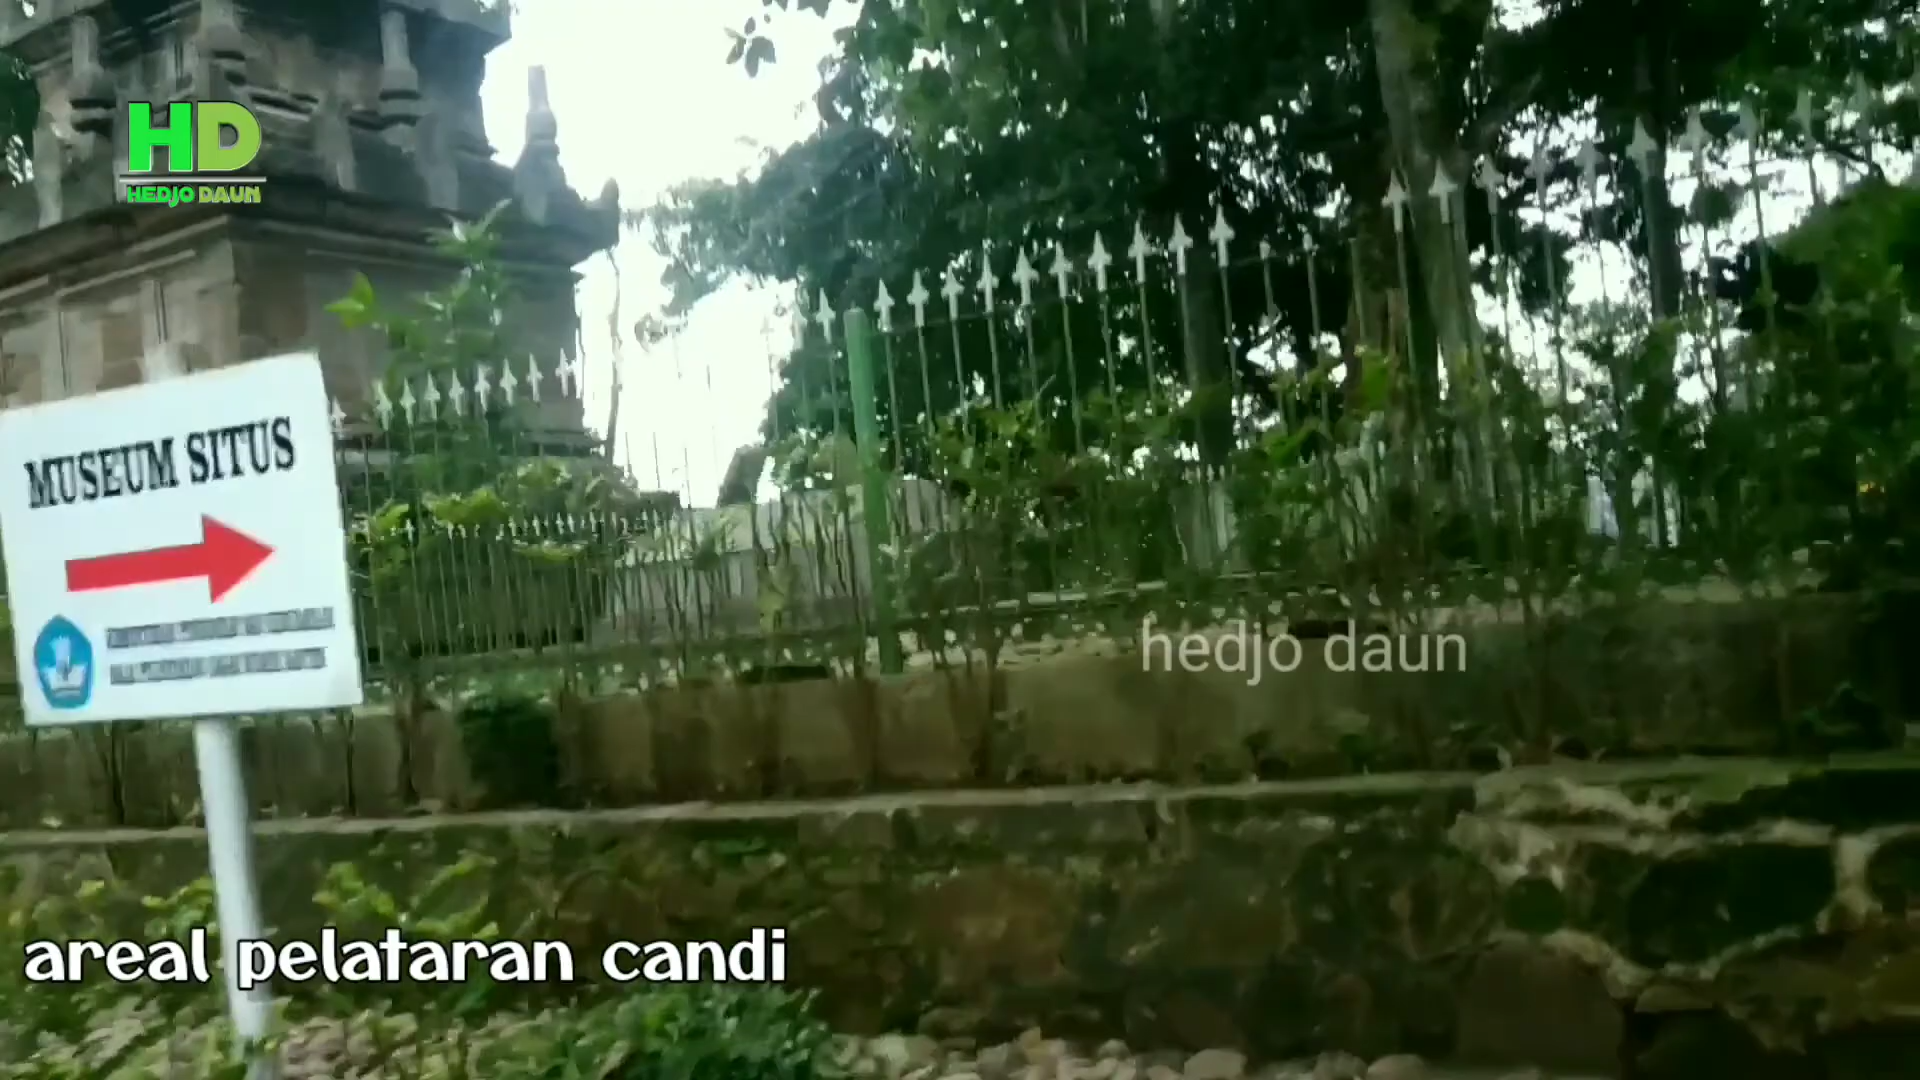 HD
HEDJO DAUN
MUSEUM SITUS
hedjo daun
areal pelataran candi